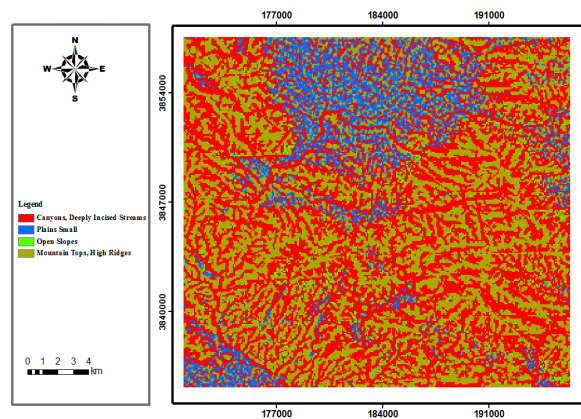 177000 184000 191000
N
W E
S
3854000
3847000
3840000
Legend
Canyons, Deeply Incised Streams
Plains Small
Open Slopes
Mountain Tops, High Ridges
0 1 2 3 4
km
177000 184000 191000